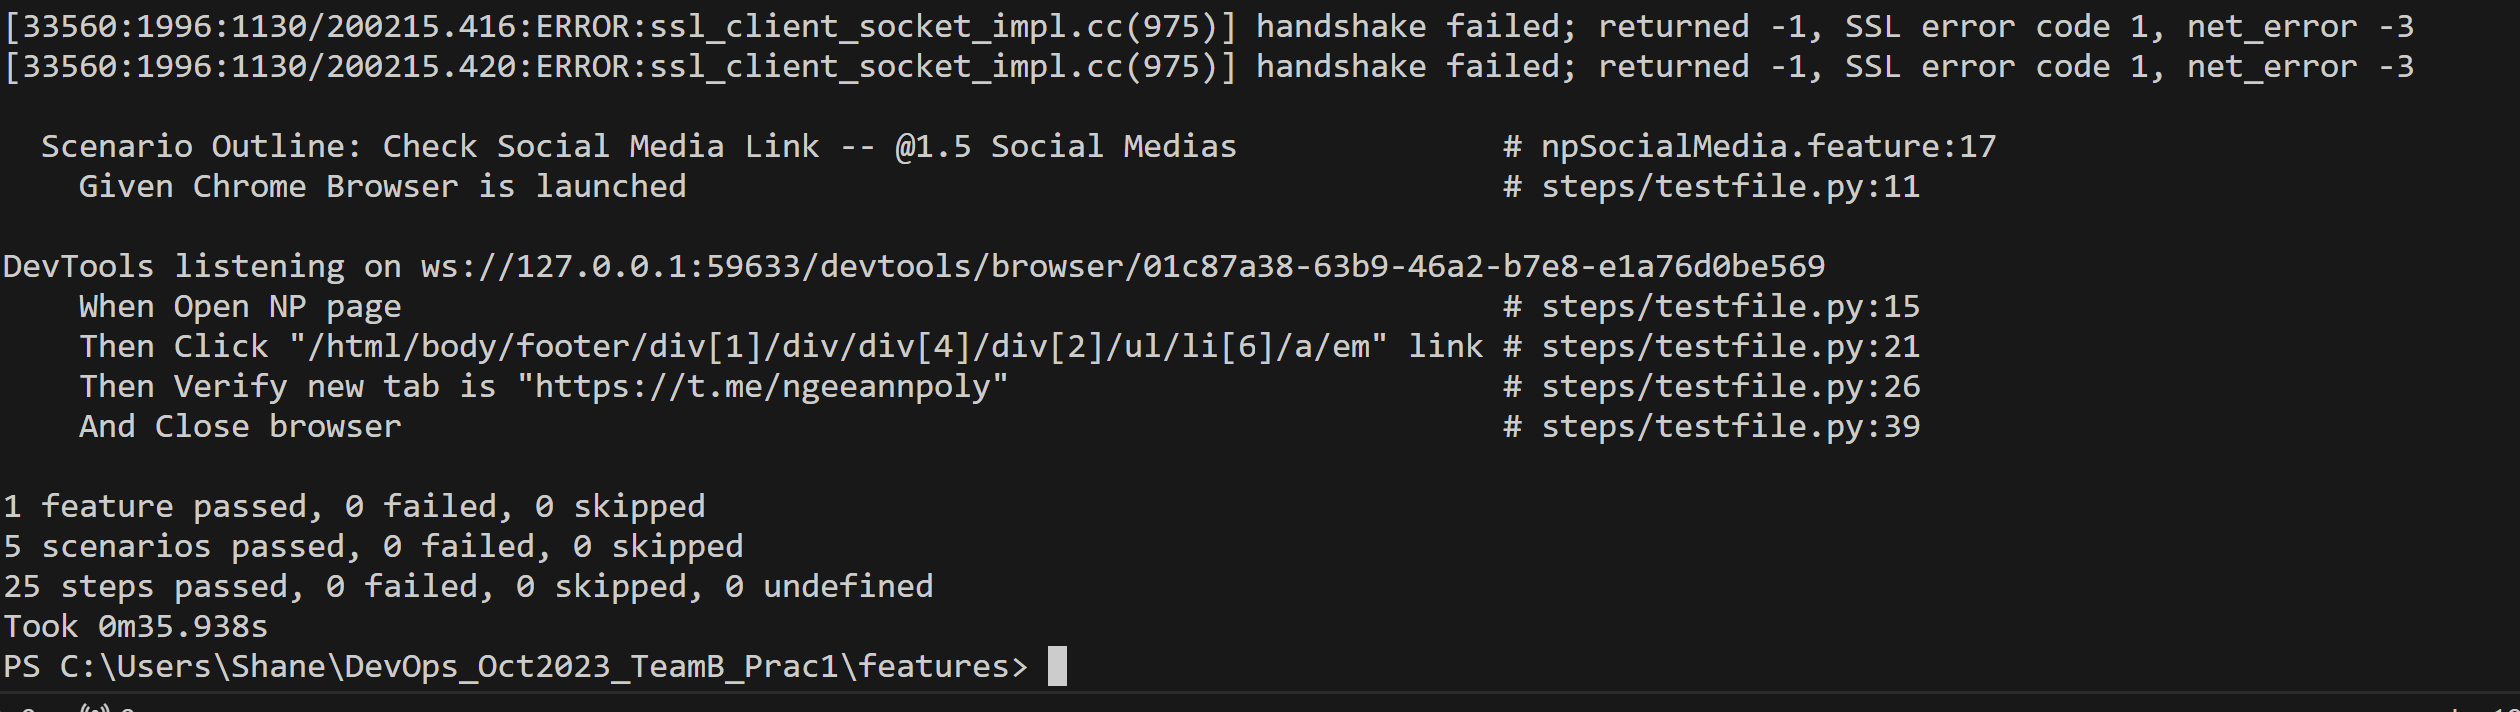 [33560:1996:1130/200215.416:ERROR:ssl_client_socket_impl.cc(975)] handshake failed; returned -1, SSL error code 1, net_error -3
[33560:1996:1130/200215.420:ERROR:ssl_client_socket_impl.cc(975)] handshake failed; returned -1, SSL error code 1, net_error -3
Scenario Outline: Check Social Media Link -- @1.5 Social Medias # npSocialMedia.feature:17
Given Chrome Browser is launched # steps/testfile.py:11
DevTools listening on ws://127.0.0.1:59633/devtools/browser/01c87a38-63b9-46a2-b7e8-e1a76d0be569
When Open NP page # steps/testfile.py:15
Then Click "/html/body/footer/div[1]/div/div[4]/div[2]/ul/li[6]/a/em" link # steps/testfile.py:21
Then Verify new tab is "https://t.me/ngeeannpoly" # steps/testfile.py:26
And Close browser # steps/testfile.py:39
1 feature passed, 0 failed, 0 skipped
5 scenarios passed, 0 failed, 0 skipped
25 steps passed, 0 failed, 0 skipped, 0 undefined
Took 0m35.938s
PS C:\Users\Shane\DevOps_Oct2023_TeamB_Prac1\features>